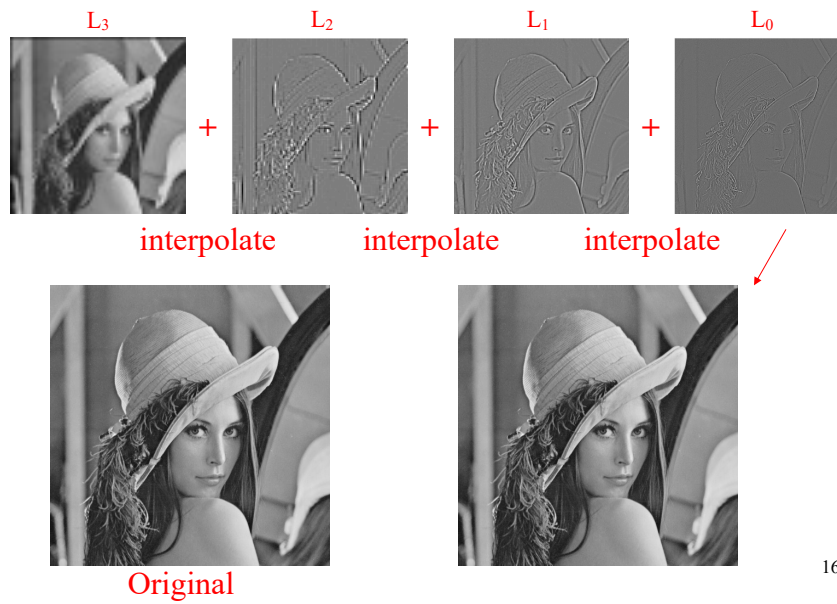 L₃ L₂ L₁ L₀
+ + +
interpolate interpolate interpolate
Original
16